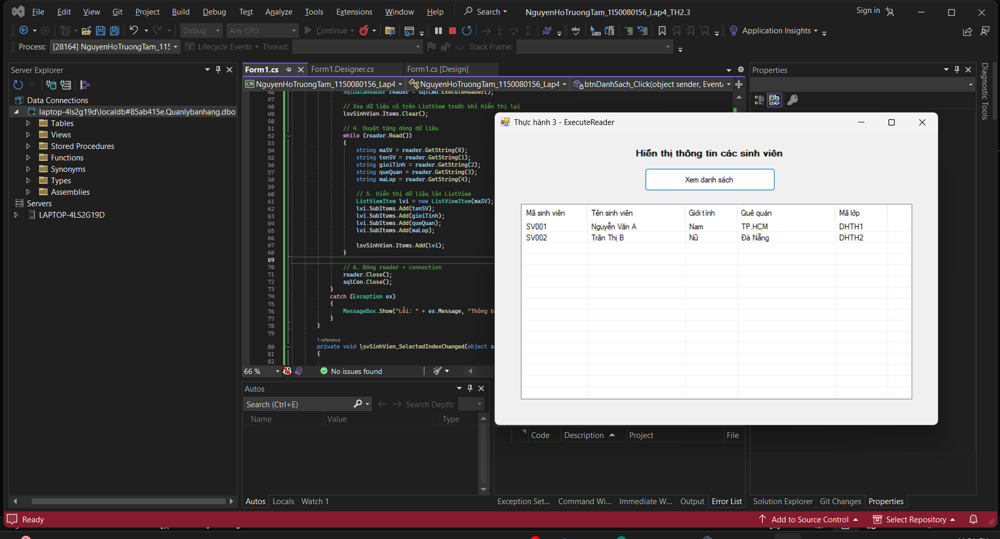 File Edit View Git Project Build Debug Test Analyze Tools Extensions Window Help Search NguyenHoTruongTam_1150080156_Lap4_TH2.3 Sign in
Debug Any CPU Continue Application Insights
Process: [28164] NguyenHoTruongTam_115 Lifecycle Events Thread: Stack Frame:
Server Explorer
Data Connections
laptop-4ls2g19d\localdb#85ab415e.Quanlybanhang.dbo
Tables
Views
Stored Procedures
Functions
Synonyms
Types
Assemblies
Servers
LAPTOP-4LS2G19D
Form1.cs Form1.Designer.cs Form1.cs [Design]
NguyenHoTruongTam_1150080156_Lap4 NguyenHoTruongTam_1150080156_Lap4 btnDanhSach_Click(object sender, EventA
46 SqlDataReader reader = sqlCmd.ExecuteReader();
47
48 // Xóa dữ liệu cũ trên ListView trước khi hiển thị lại
49 lsvSinhVien.Items.Clear();
50
51 // 4. Duyệt từng dòng dữ liệu
52 while (reader.Read())
53 {
54 string maSV = reader.GetString(0);
55 string tenSV = reader.GetString(1);
56 string gioiTinh = reader.GetString(2);
57 string queQuan = reader.GetString(3);
58 string maLop = reader.GetString(4);
59
60 // 5. Hiển thị dữ liệu lên ListView
61 ListViewItem lvi = new ListViewItem(maSV);
62 lvi.SubItems.Add(tenSV);
63 lvi.SubItems.Add(gioiTinh);
64 lvi.SubItems.Add(queQuan);
65 lvi.SubItems.Add(maLop);
66
67 lsvSinhVien.Items.Add(lvi);
68 }
69
70 // 6. Đóng reader + connection
71 reader.Close();
72 sqlCon.Close();
73 }
74 catch (Exception ex)
75 {
76 MessageBox.Show("Lỗi: " + ex.Message, "Thông b
77 }
78 }
79
1 reference
80 private void lsvSinhVien_SelectedIndexChanged(object s
81 {
82
66 % No issues found
Autos
Search (Ctrl+E) Search Depth:
Name Value Type
Autos Locals Watch 1
Thực hành 3 - ExecuteReader
Hiển thị thông tin các sinh viên
Xem danh sách
Mã sinh viên Tên sinh viên Giới tính Quê quán Mã lớp
SV001 Nguyễn Văn A Nam TP.HCM DHTH1
SV002 Trần Thị B Nữ Đà Nẵng DHTH2
Code Description Project File
Exception Set... Command Wi... Immediate W... Output Error List
Properties
Diagnostic Tools
Solution Explorer Git Changes Properties
Ready Add to Source Control Select Repository